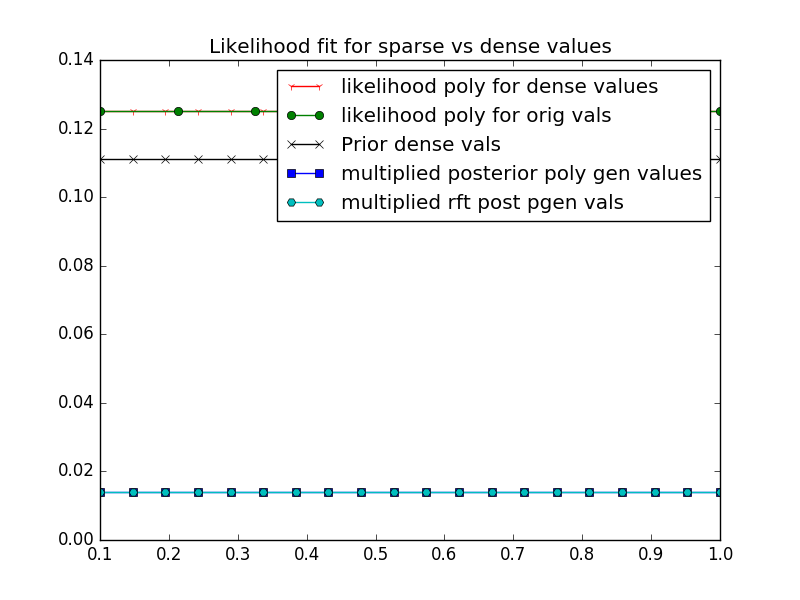 Likelihood fit for sparse vs dense values
0.14
0.12
0.10
0.08
0.06
0.04
0.02
0.00
likelihood poly for dense values
likelihood poly for orig vals
Prior dense vals
multiplied posterior poly gen values
multiplied rft post pgen vals
0.1 0.2 0.3 0.4 0.5 0.6 0.7 0.8 0.9 1.0